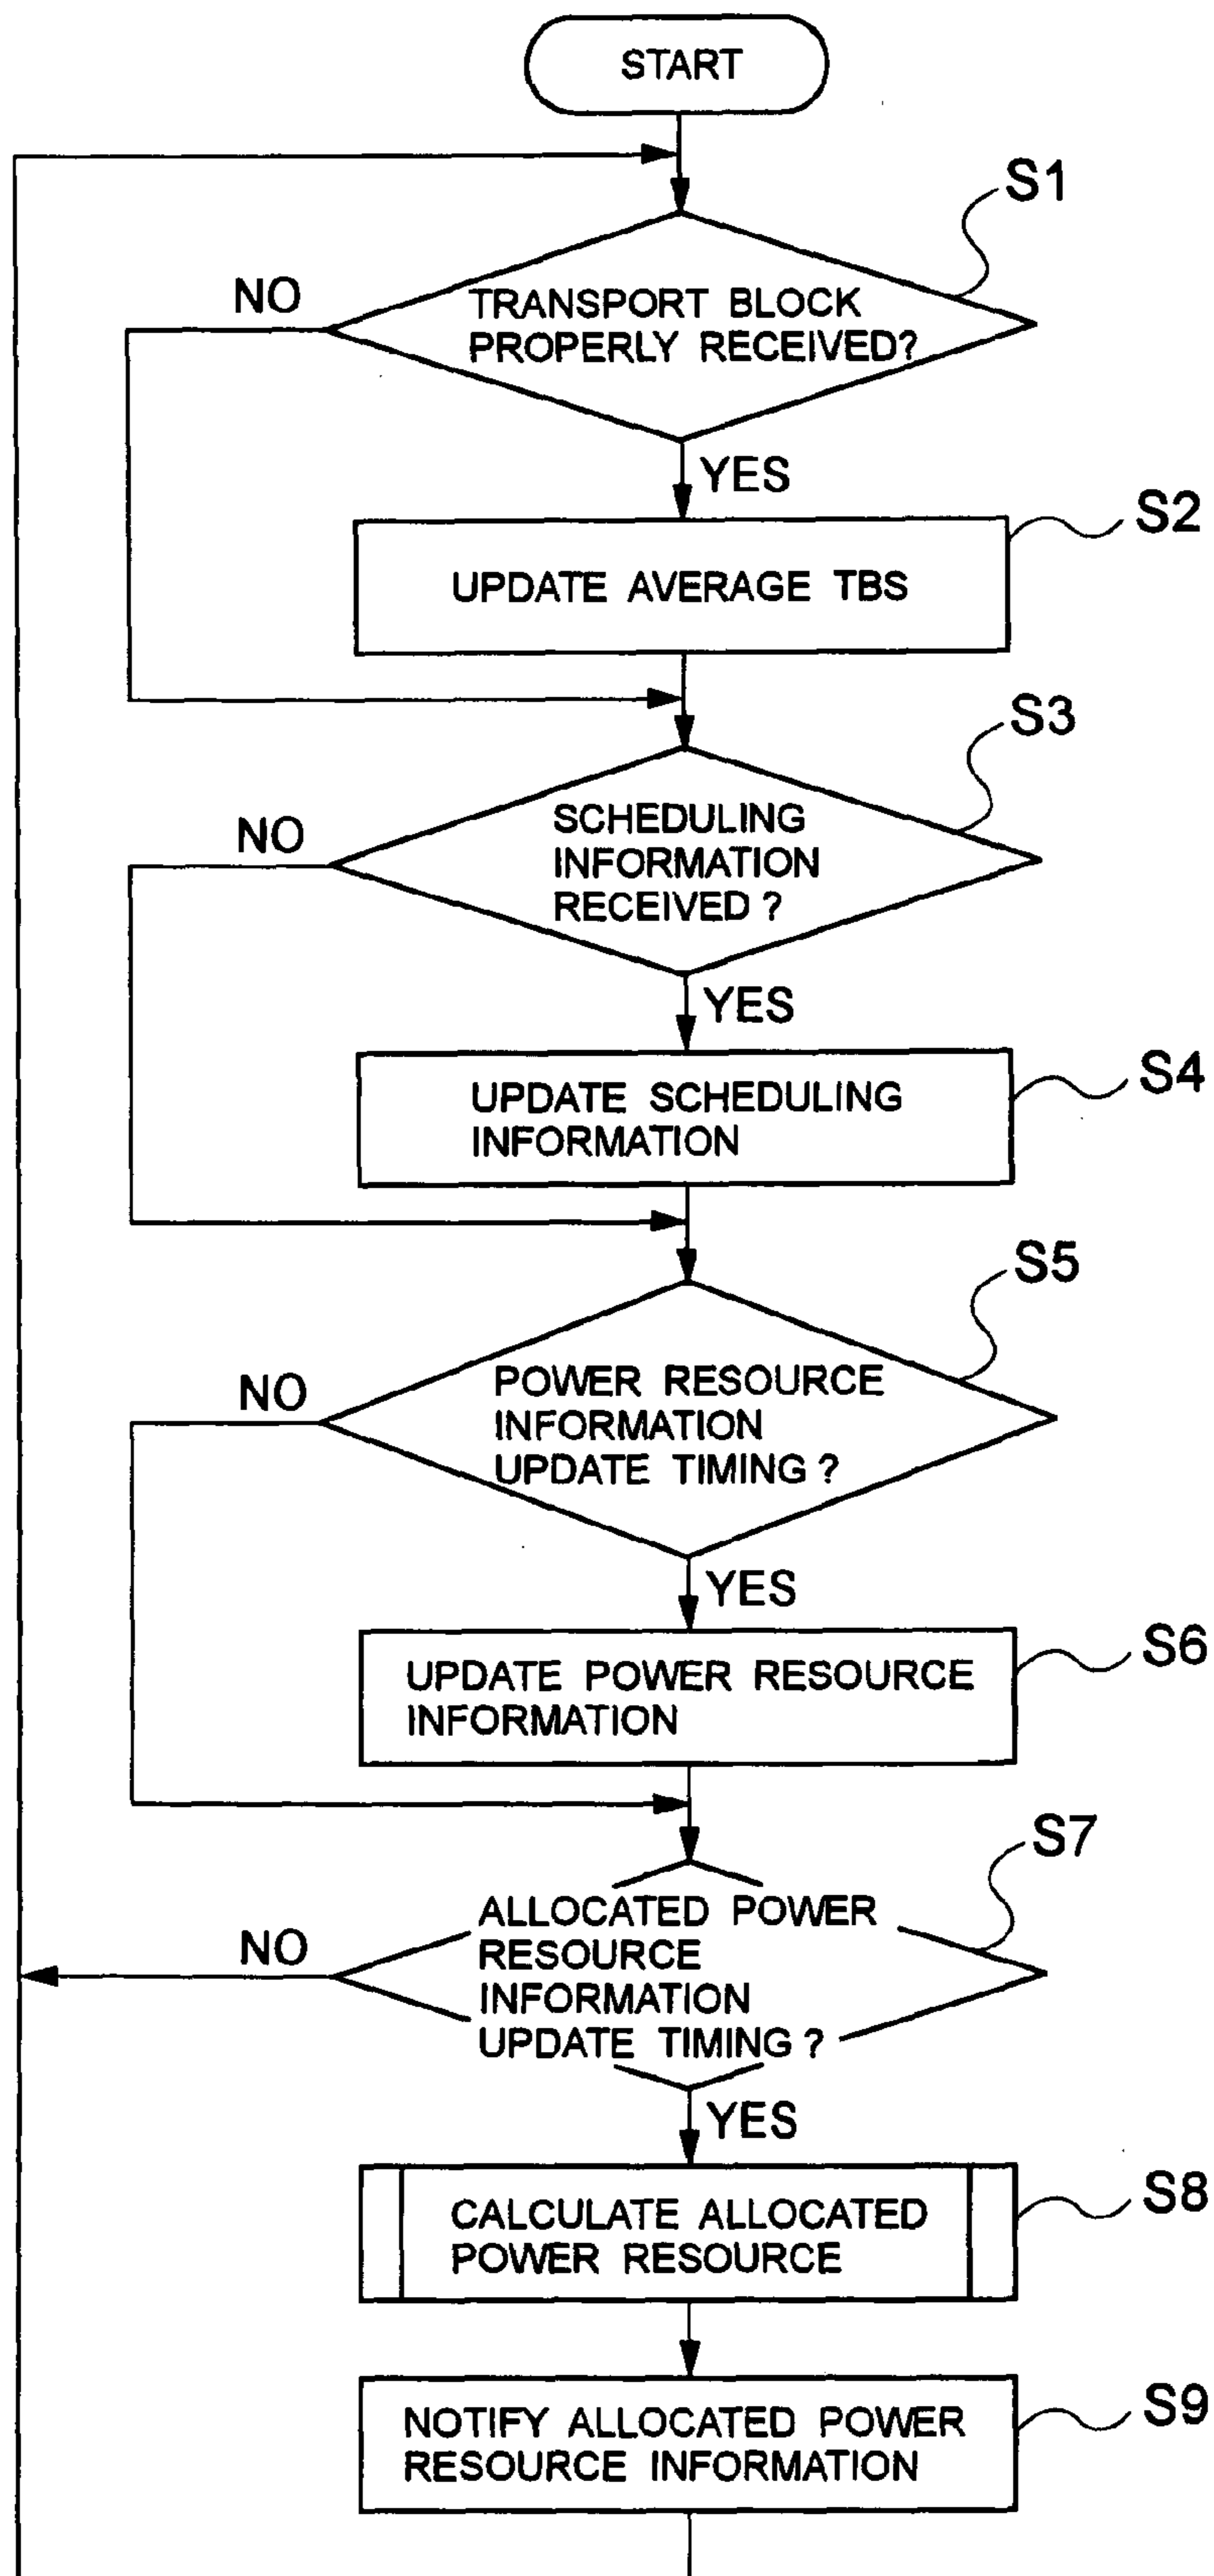 START
S1
NO
TRANSPORT BLOCK
PROPERLY RECEIVED?
YES
S2
UPDATE AVERAGE TBS
S3
NO
SCHEDULING
INFORMATION
RECEIVED ?
YES
S4
UPDATE SCHEDULING
INFORMATION
S5
NO
POWER RESOURCE
INFORMATION
UPDATE TIMING ?
YES
S6
UPDATE POWER RESOURCE
INFORMATION
S7
NO
ALLOCATED POWER
RESOURCE
INFORMATION
UPDATE TIMING ?
YES
S8
CALCULATE ALLOCATED
POWER RESOURCE
S9
NOTIFY ALLOCATED POWER
RESOURCE INFORMATION